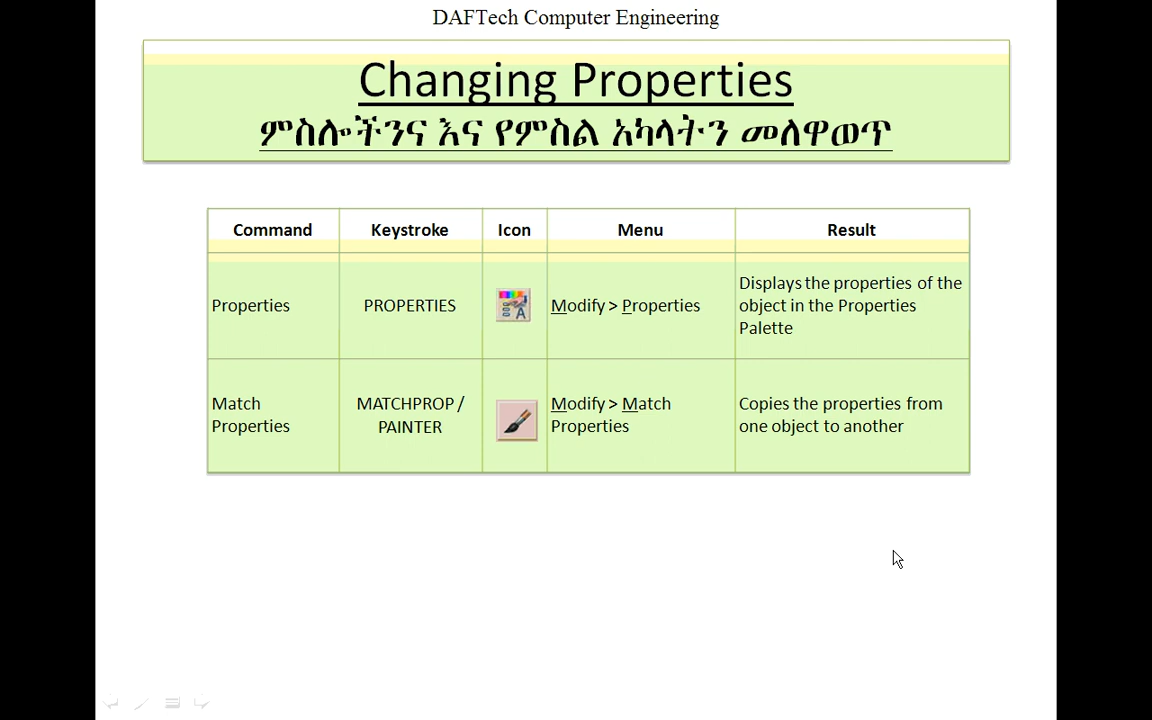 DAFTech Computer Engineering
Changing Properties
ምስሎችንና እና የምስል አካላትን መለዋወጥ
Command Keystroke Icon Menu Result
Properties PROPERTIES Modify > Properties Displays the properties of the
object in the Properties
Palette
Match
Properties
MATCHPROP /
PAINTER
Modify > Match
Properties
Copies the properties from
one object to another